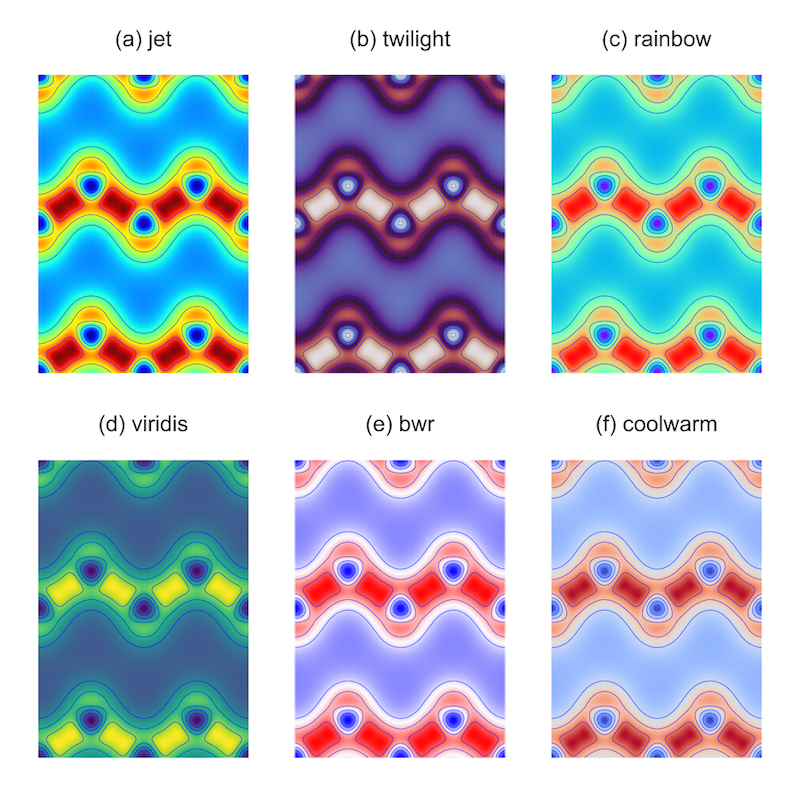 (a) jet
(b) twilight
(c) rainbow
(d) viridis
(e) bwr
(f) coolwarm